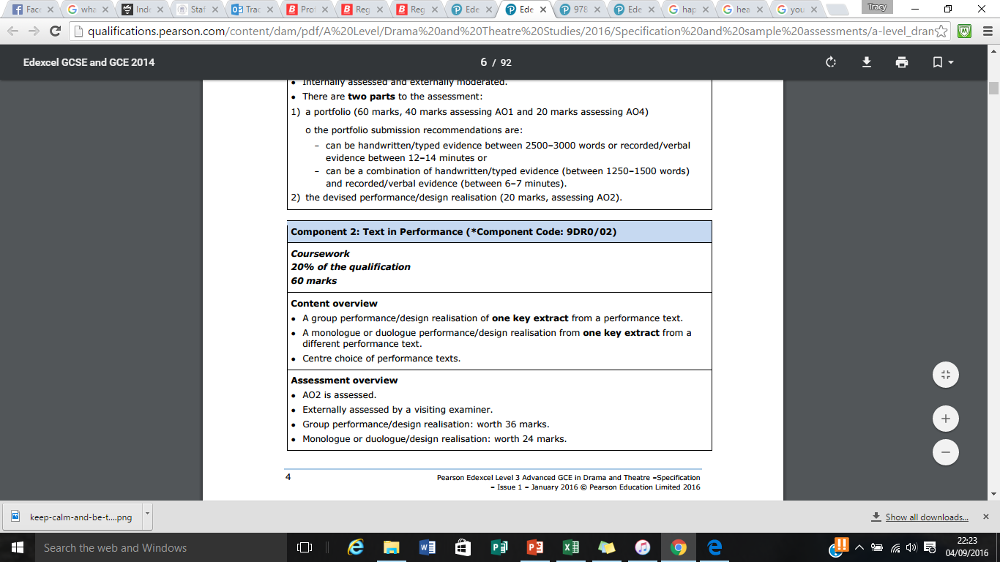 Fac
wha
Inde
Staf
Trac
Prof
Reg
Reg
Ede
Ede
978
Ede
hap
hea
you
Tracy
qualifications.pearson.com/content/dam/pdf/A%20Level/Drama%20and%20Theatre%20Studies/2016/Specification%20and%20sample%20assessments/a-level_dran
Edexcel GCSE and GCE 2014
6 / 92
• Internally assessed and externally moderated.
• There are two parts to the assessment:
1) a portfolio (60 marks, 40 marks assessing AO1 and 20 marks assessing AO4)
o the portfolio submission recommendations are:
– can be handwritten/typed evidence between 2500–3000 words or recorded/verbal
evidence between 12–14 minutes or
– can be a combination of handwritten/typed evidence (between 1250–1500 words)
and recorded/verbal evidence (between 6–7 minutes).
2) the devised performance/design realisation (20 marks, assessing AO2).
Component 2: Text in Performance (*Component Code: 9DR0/02)
Coursework
20% of the qualification
60 marks
Content overview
• A group performance/design realisation of one key extract from a performance text.
• A monologue or duologue performance/design realisation from one key extract from a
different performance text.
• Centre choice of performance texts.
Assessment overview
• AO2 is assessed.
• Externally assessed by a visiting examiner.
• Group performance/design realisation: worth 36 marks.
• Monologue or duologue/design realisation: worth 24 marks.
4
Pearson Edexcel Level 3 Advanced GCE in Drama and Theatre –Specification
– Issue 1 – January 2016 © Pearson Education Limited 2016
keep-calm-and-be-t....png
Show all downloads...
Search the web and Windows
22:23
04/09/2016